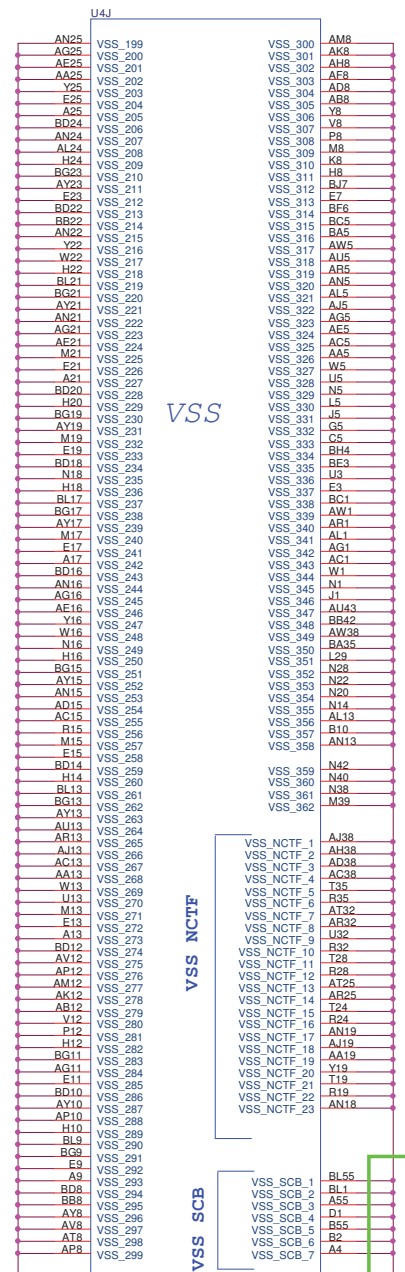 U4J
AN25 VSS_199
AG25 VSS_200
AE25 VSS_201
AA25 VSS_202
Y25 VSS_203
E25 VSS_204
A25 VSS_205
BD24 VSS_206
AN24 VSS_207
AL24 VSS_208
H24 VSS_209
BG23 VSS_210
AY23 VSS_211
E23 VSS_212
BD22 VSS_213
BB22 VSS_214
AN22 VSS_215
Y22 VSS_216
W22 VSS_217
H22 VSS_218
BL21 VSS_219
BG21 VSS_220
AY21 VSS_221
AN21 VSS_222
AG21 VSS_223
AE21 VSS_224
M21 VSS_225
E21 VSS_226
A21 VSS_227
BD20 VSS_228
H20 VSS_229
BG19 VSS_230
AY19 VSS_231
M19 VSS_232
E19 VSS_233
BD18 VSS_234
N18 VSS_235
H18 VSS_236
BL17 VSS_237
BG17 VSS_238
AY17 VSS_239
M17 VSS_240
E17 VSS_241
A17 VSS_242
BD16 VSS_243
AN16 VSS_244
AG16 VSS_245
AE16 VSS_246
Y16 VSS_247
W16 VSS_248
N16 VSS_249
H16 VSS_250
BG15 VSS_251
AY15 VSS_252
AN15 VSS_253
AD15 VSS_254
AC15 VSS_255
R15 VSS_256
M15 VSS_257
E15 VSS_258
BD14 VSS_259
H14 VSS_260
BL13 VSS_261
BG13 VSS_262
AY13 VSS_263
AU13 VSS_264
AR13 VSS_265
AJ13 VSS_266
AC13 VSS_267
AA13 VSS_268
W13 VSS_269
U13 VSS_270
M13 VSS_271
E13 VSS_272
A13 VSS_273
BD12 VSS_274
AV12 VSS_275
AP12 VSS_276
AM12 VSS_277
AK12 VSS_278
AB12 VSS_279
V12 VSS_280
P12 VSS_281
H12 VSS_282
BG11 VSS_283
AG11 VSS_284
E11 VSS_285
BD10 VSS_286
AY10 VSS_287
AP10 VSS_288
H10 VSS_289
BL9 VSS_290
BG9 VSS_291
E9 VSS_292
A9 VSS_293
BD8 VSS_294
BB8 VSS_295
AY8 VSS_296
AV8 VSS_297
AT8 VSS_298
AP8 VSS_299
VSS
VSS_300 AM8
VSS_301 AK8
VSS_302 AH8
VSS_303 AF8
VSS_304 AD8
VSS_305 AB8
VSS_306 Y8
VSS_307 V8
VSS_308 P8
VSS_309 M8
VSS_310 K8
VSS_311 H8
VSS_312 BJ7
VSS_313 E7
VSS_314 BF6
VSS_315 BC5
VSS_316 BA5
VSS_317 AW5
VSS_318 AU5
VSS_319 AR5
VSS_320 AN5
VSS_321 AL5
VSS_322 AJ5
VSS_323 AG5
VSS_324 AE5
VSS_325 AC5
VSS_326 AA5
VSS_327 W5
VSS_328 U5
VSS_329 N5
VSS_330 L5
VSS_331 J5
VSS_332 G5
VSS_333 C5
VSS_334 BH4
VSS_335 BE3
VSS_336 U3
VSS_337 E3
VSS_338 BC1
VSS_339 AW1
VSS_340 AR1
VSS_341 AL1
VSS_342 AG1
VSS_343 AC1
VSS_344 W1
VSS_345 N1
VSS_346 J1
VSS_347 AU43
VSS_348 BB42
VSS_349 AW38
VSS_350 BA35
VSS_351 L29
VSS_352 N28
VSS_353 N22
VSS_354 N20
VSS_355 N14
VSS_356 AL13
VSS_357 B10
VSS_358 AN13
VSS_359 N42
VSS_360 N40
VSS_361 N38
VSS_362 M39
VSS NCTF
VSS_NCTF_1 AJ38
VSS_NCTF_2 AH38
VSS_NCTF_3 AD38
VSS_NCTF_4 AC38
VSS_NCTF_5 T35
VSS_NCTF_6 R35
VSS_NCTF_7 AT32
VSS_NCTF_8 AR32
VSS_NCTF_9 U32
VSS_NCTF_10 R32
VSS_NCTF_11 T28
VSS_NCTF_12 R28
VSS_NCTF_13 AT25
VSS_NCTF_14 AR25
VSS_NCTF_15 T24
VSS_NCTF_16 R24
VSS_NCTF_17 AN19
VSS_NCTF_18 AJ19
VSS_NCTF_19 AA19
VSS_NCTF_20 Y19
VSS_NCTF_21 T19
VSS_NCTF_22 R19
VSS_NCTF_23 AN18
VSS SCB
VSS_SCB_1 BL55
VSS_SCB_2 BL1
VSS_SCB_3 A55
VSS_SCB_4 D1
VSS_SCB_5 B55
VSS_SCB_6 B2
VSS_SCB_7 A4